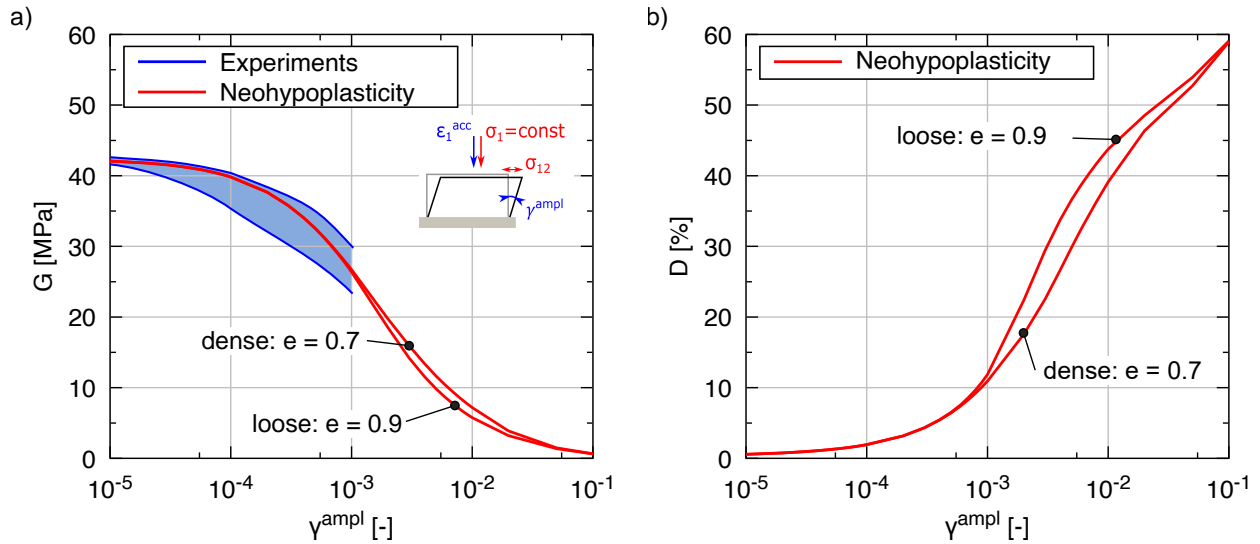 a)
Experiments
Neohypoplasticity
ε₁ᵃᶜᶜ
σ₁=const
σ₁₂
γᵃᵐᵖˡ
dense: e = 0.7
loose: e = 0.9
G [MPa]
60
50
40
30
20
10
0
10⁻⁵
10⁻⁴
10⁻³
10⁻²
10⁻¹
γᵃᵐᵖˡ [-]
b)
Neohypoplasticity
loose: e = 0.9
dense: e = 0.7
D [%]
60
50
40
30
20
10
0
10⁻⁵
10⁻⁴
10⁻³
10⁻²
10⁻¹
γᵃᵐᵖˡ [-]